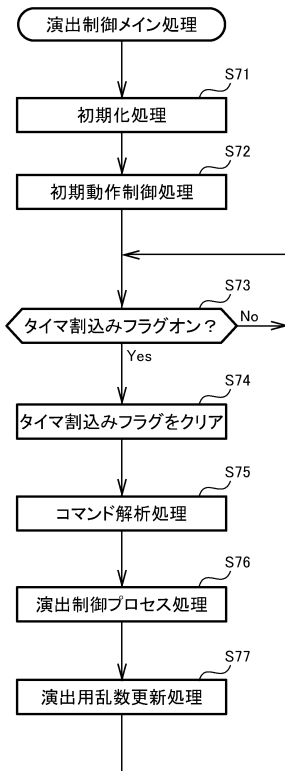 演出制御メイン処理
S71
初期化処理
S72
初期動作制御処理
S73
タイマ割込みフラグオン?
No
Yes
S74
タイマ割込みフラグをクリア
S75
コマンド解析処理
S76
演出制御プロセス処理
S77
演出用乱数更新処理